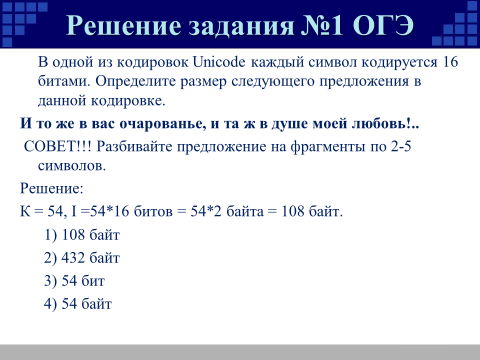 Решение задания №1 ОГЭ
В одной из кодировок Unicode каждый символ кодируется 16
битами. Определите размер следующего предложения в
данной кодировке.
И то же в вас очарованье, и та ж в душе моей любовь!..
СОВЕТ!!! Разбивайте предложение на фрагменты по 2-5
символов.
Решение:
К = 54, I =54*16 битов = 54*2 байта = 108 байт.
1) 108 байт
2) 432 байт
3) 54 бит
4) 54 байт